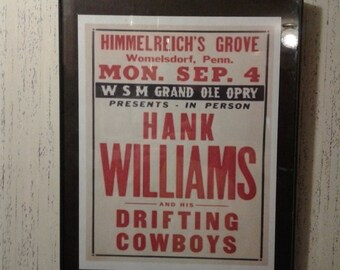 HIMMELREICH'S GROVE
Womelsdorf, Penn.
MON. SEP. 4
WSM GRAND OLE OPRY
PRESENTS - IN PERSON
HANK
WILLIAMS
AND HIS
DRIFTING
COWBOYS